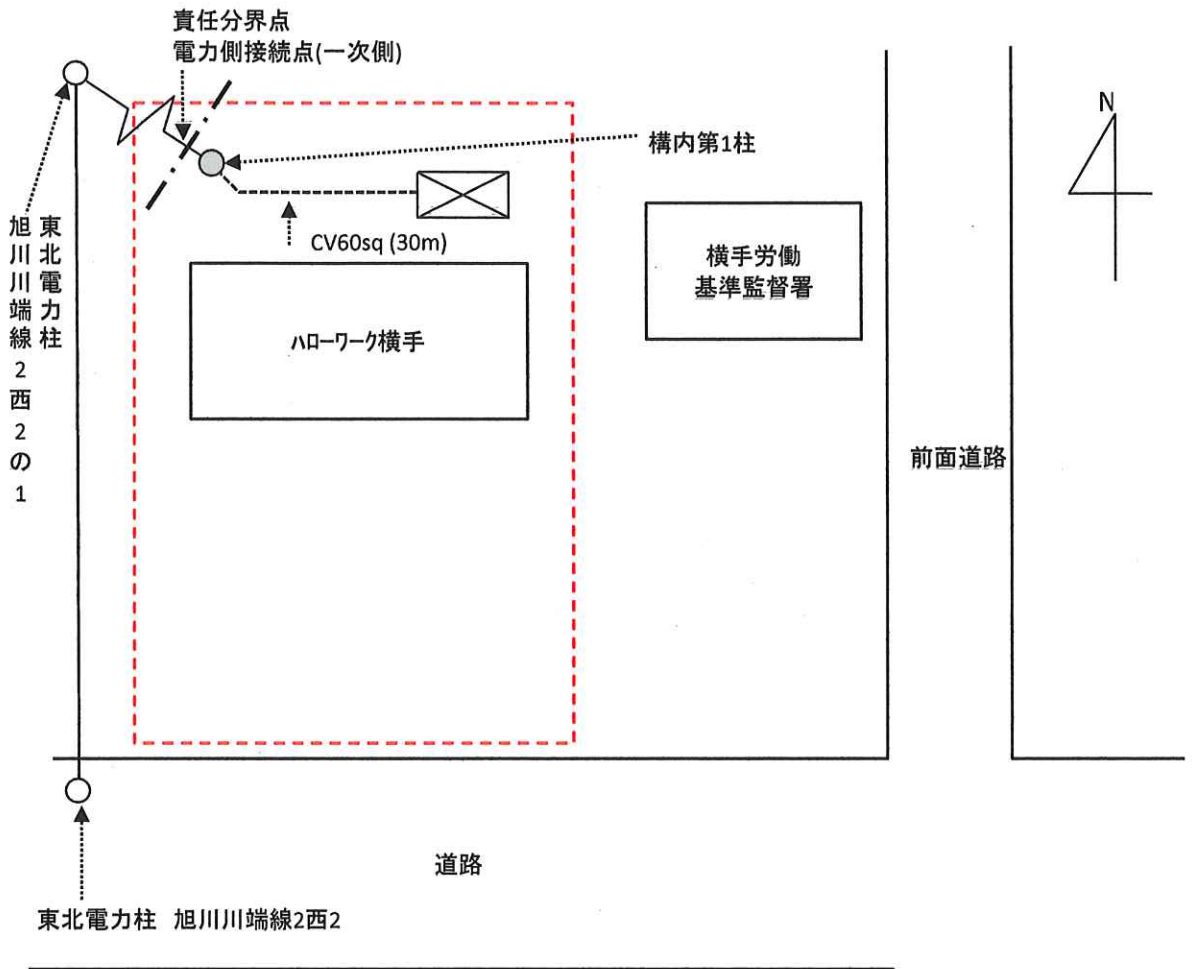 責任分界点
電力側接続点(一次側)
N
構内第1柱
東北電力柱
旭川川端線2西2の1
CV60sq (30m)
横手労働
基準監督署
ハローワーク横手
前面道路
道路
東北電力柱 旭川川端線2西2